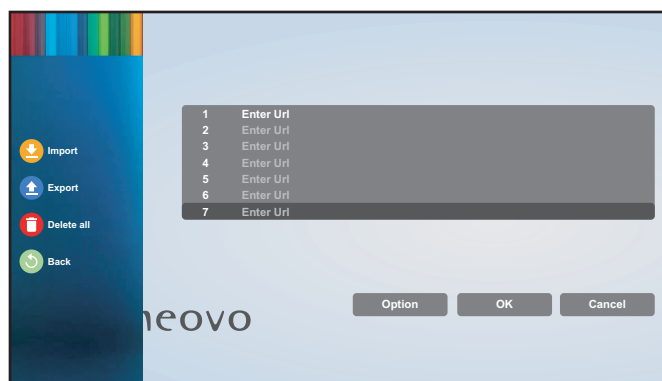 1 Enter Url
2 Enter Url
3 Enter Url
4 Enter Url
5 Enter Url
6 Enter Url
7 Enter Url
Import
Export
Delete all
Back
Option OK Cancel
neovo